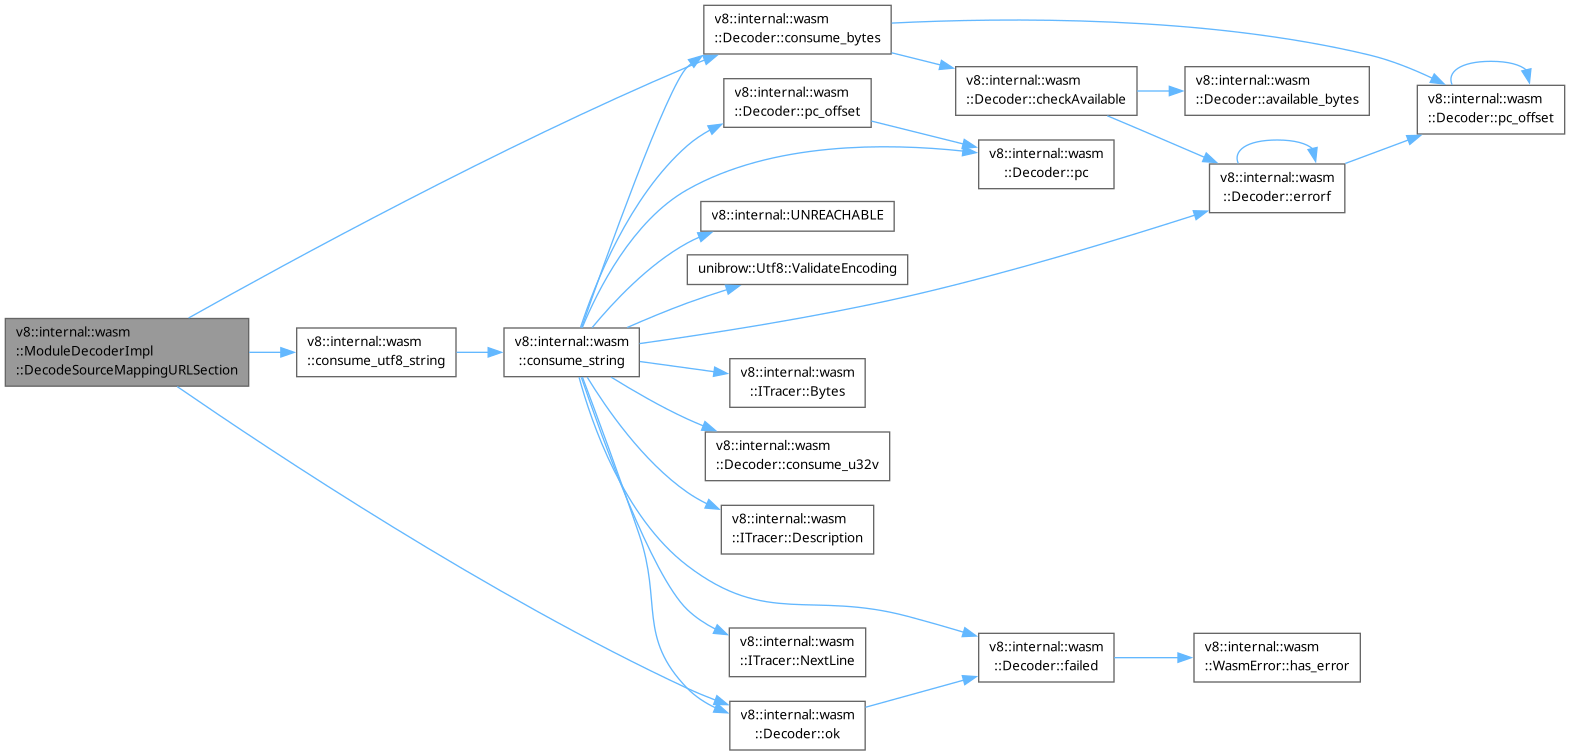 v8::internal::wasm
::ModuleDecoderImpl
::DecodeSourceMappingURLSection
v8::internal::wasm
::consume_utf8_string
v8::internal::wasm
::consume_string
v8::internal::wasm
::Decoder::consume_bytes
v8::internal::wasm
::Decoder::pc_offset
v8::internal::UNREACHABLE
unibrow::Utf8::ValidateEncoding
v8::internal::wasm
::ITracer::Bytes
v8::internal::wasm
::Decoder::consume_u32v
v8::internal::wasm
::ITracer::Description
v8::internal::wasm
::ITracer::NextLine
v8::internal::wasm
::Decoder::ok
v8::internal::wasm
::Decoder::checkAvailable
v8::internal::wasm
::Decoder::pc
v8::internal::wasm
::Decoder::failed
v8::internal::wasm
::Decoder::available_bytes
v8::internal::wasm
::Decoder::errorf
v8::internal::wasm
::WasmError::has_error
v8::internal::wasm
::Decoder::pc_offset